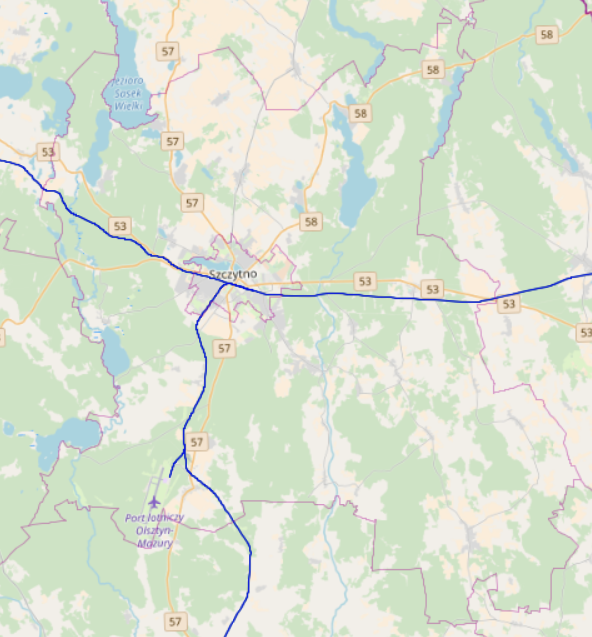 58
57
58
Jezioro
Sasek
Wielki
58
57
53
57
58
53
Szczytno
53
53
53
53
57
57
Port lotniczy
Olsztyn-
Mazury
57